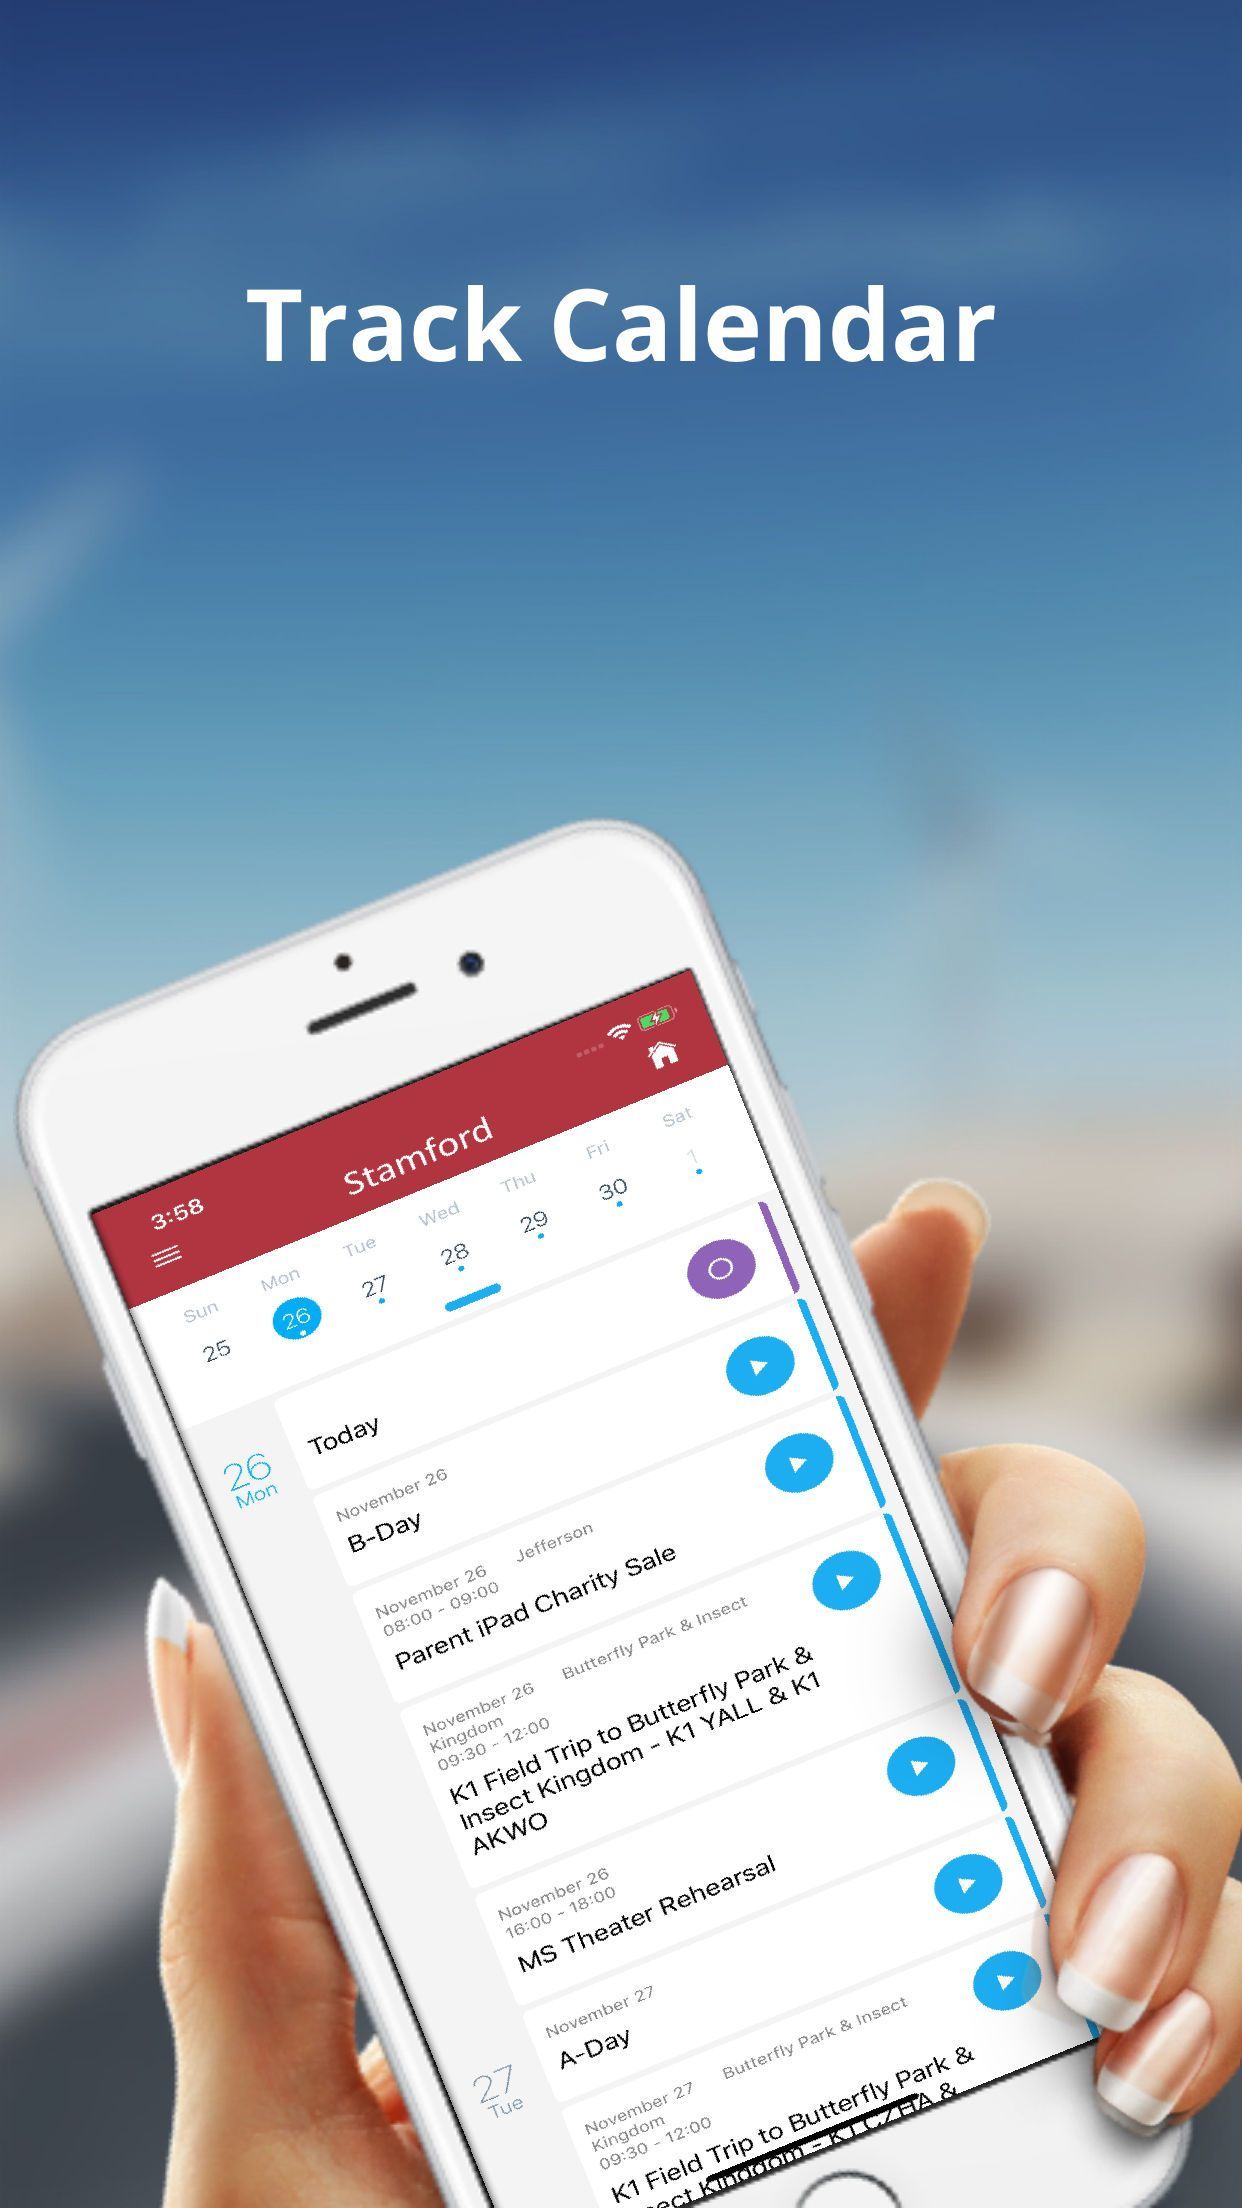 Track Calendar
3:58
Stamford
Sun Mon Tue Wed Thu Fri Sat
25 26 27 28 29 30 1
26
Mon
Today
November 26
B-Day
November 26 Jefferson
08:00 - 09:00
Parent iPad Charity Sale
November 26 Butterfly Park & Insect
Kingdom
09:30 - 12:00
K1 Field Trip to Butterfly Park &
Insect Kingdom - K1 YALL & K1
AKWO
November 26
16:00 - 18:00
MS Theater Rehearsal
27
Tue
November 27
A-Day
November 27 Butterfly Park & Insect
Kingdom
09:30 - 12:00
K1 Field Trip to Butterfly Park &
Kingdom - K1 CZHA &